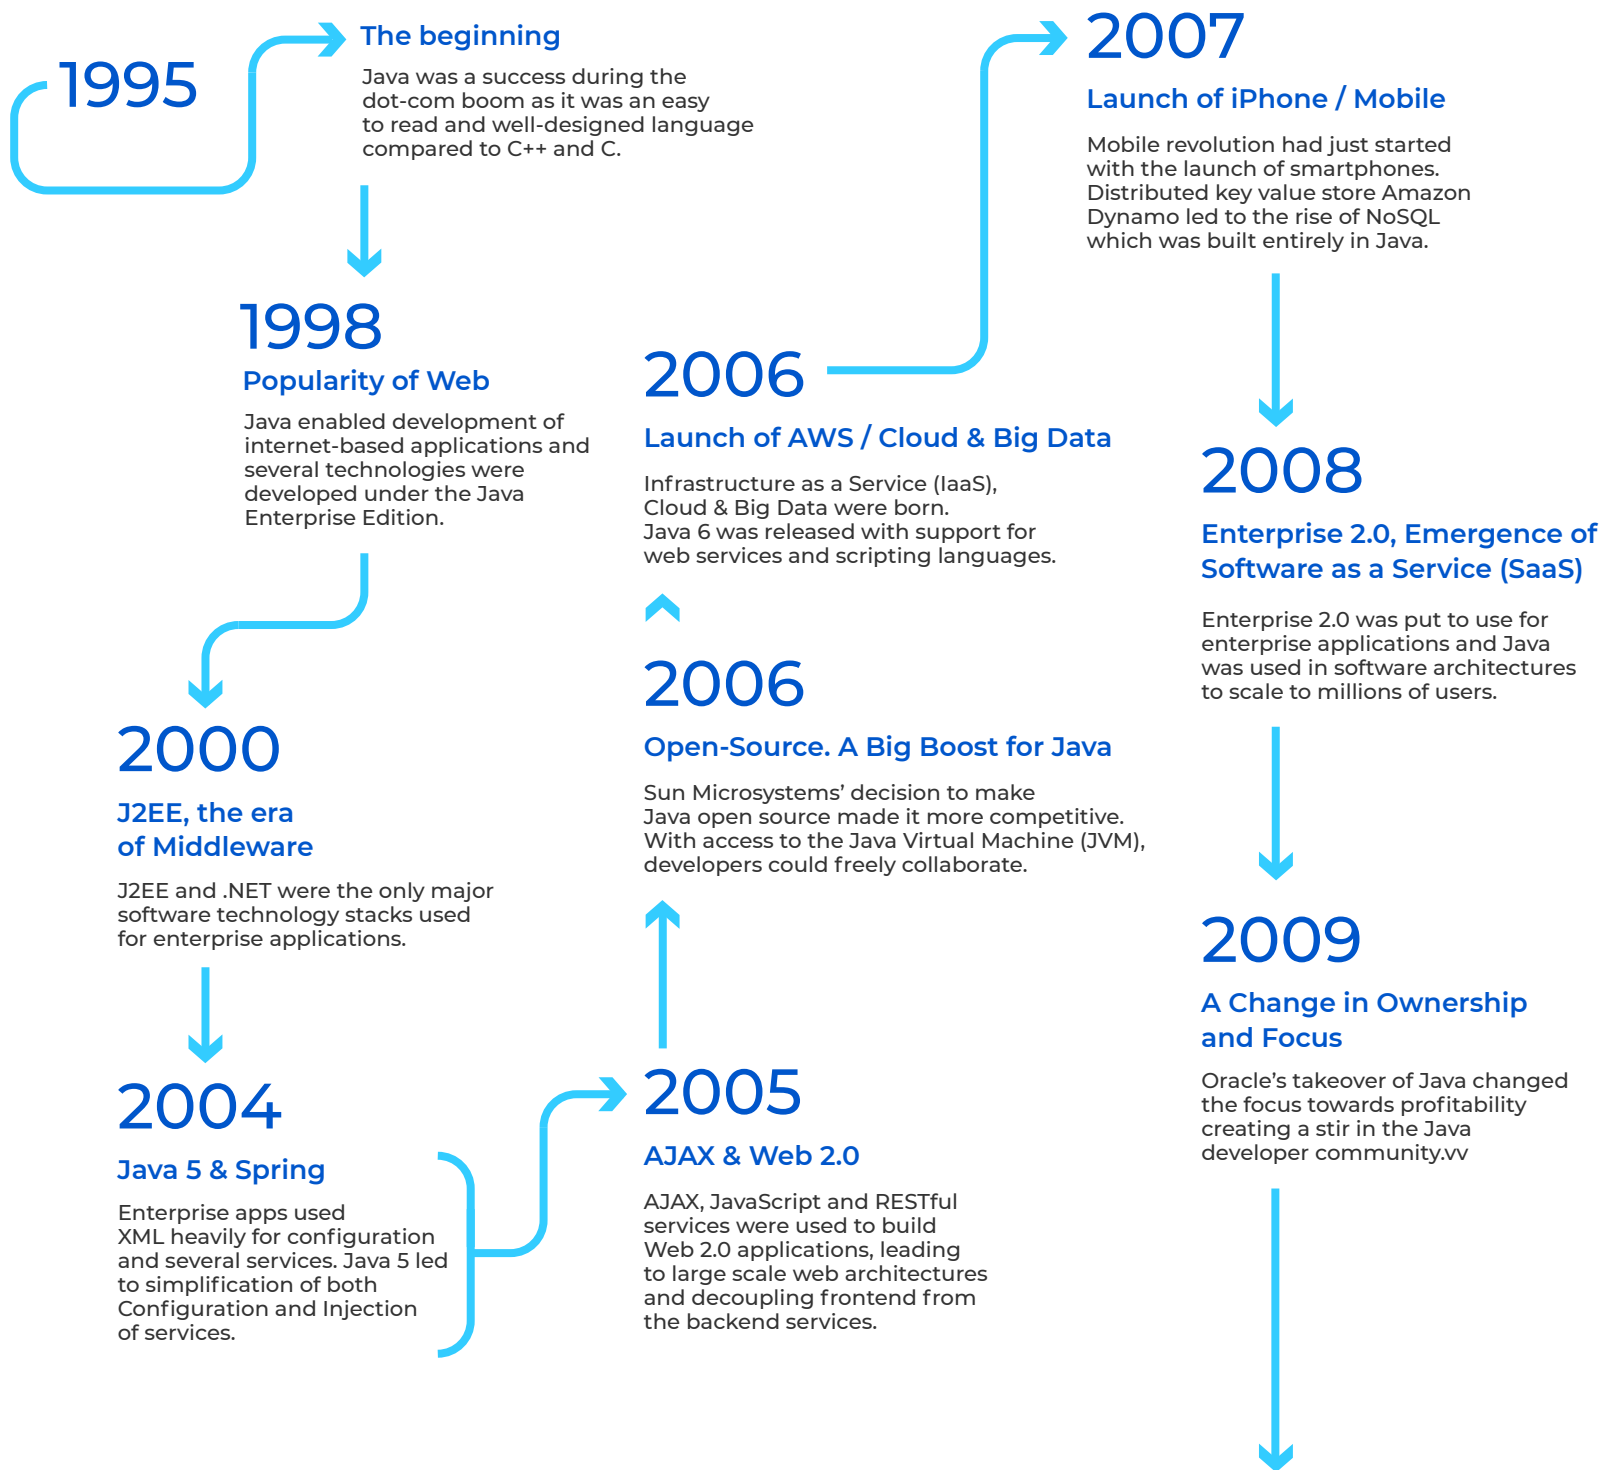 1995
The beginning
Java was a success during the
dot-com boom as it was an easy
to read and well-designed language
compared to C++ and C.
1998
Popularity of Web
Java enabled development of
internet-based applications and
several technologies were
developed under the Java
Enterprise Edition.
2000
J2EE, the era
of Middleware
J2EE and .NET were the only major
software technology stacks used
for enterprise applications.
2004
Java 5 & Spring
Enterprise apps used
XML heavily for configuration
and several services. Java 5 led
to simplification of both
Configuration and Injection
of services.
2005
AJAX & Web 2.0
AJAX, JavaScript and RESTful
services were used to build
Web 2.0 applications, leading
to large scale web architectures
and decoupling frontend from
the backend services.
2006
Open-Source. A Big Boost for Java
Sun Microsystems’ decision to make
Java open source made it more competitive.
With access to the Java Virtual Machine (JVM),
developers could freely collaborate.
2006
Launch of AWS / Cloud & Big Data
Infrastructure as a Service (IaaS),
Cloud & Big Data were born.
Java 6 was released with support for
web services and scripting languages.
2007
Launch of iPhone / Mobile
Mobile revolution had just started
with the launch of smartphones.
Distributed key value store Amazon
Dynamo led to the rise of NoSQL
which was built entirely in Java.
2008
Enterprise 2.0, Emergence of
Software as a Service (SaaS)
Enterprise 2.0 was put to use for
enterprise applications and Java
was used in software architectures
to scale to millions of users.
2009
A Change in Ownership
and Focus
Oracle’s takeover of Java changed
the focus towards profitability
creating a stir in the Java
developer community.vv